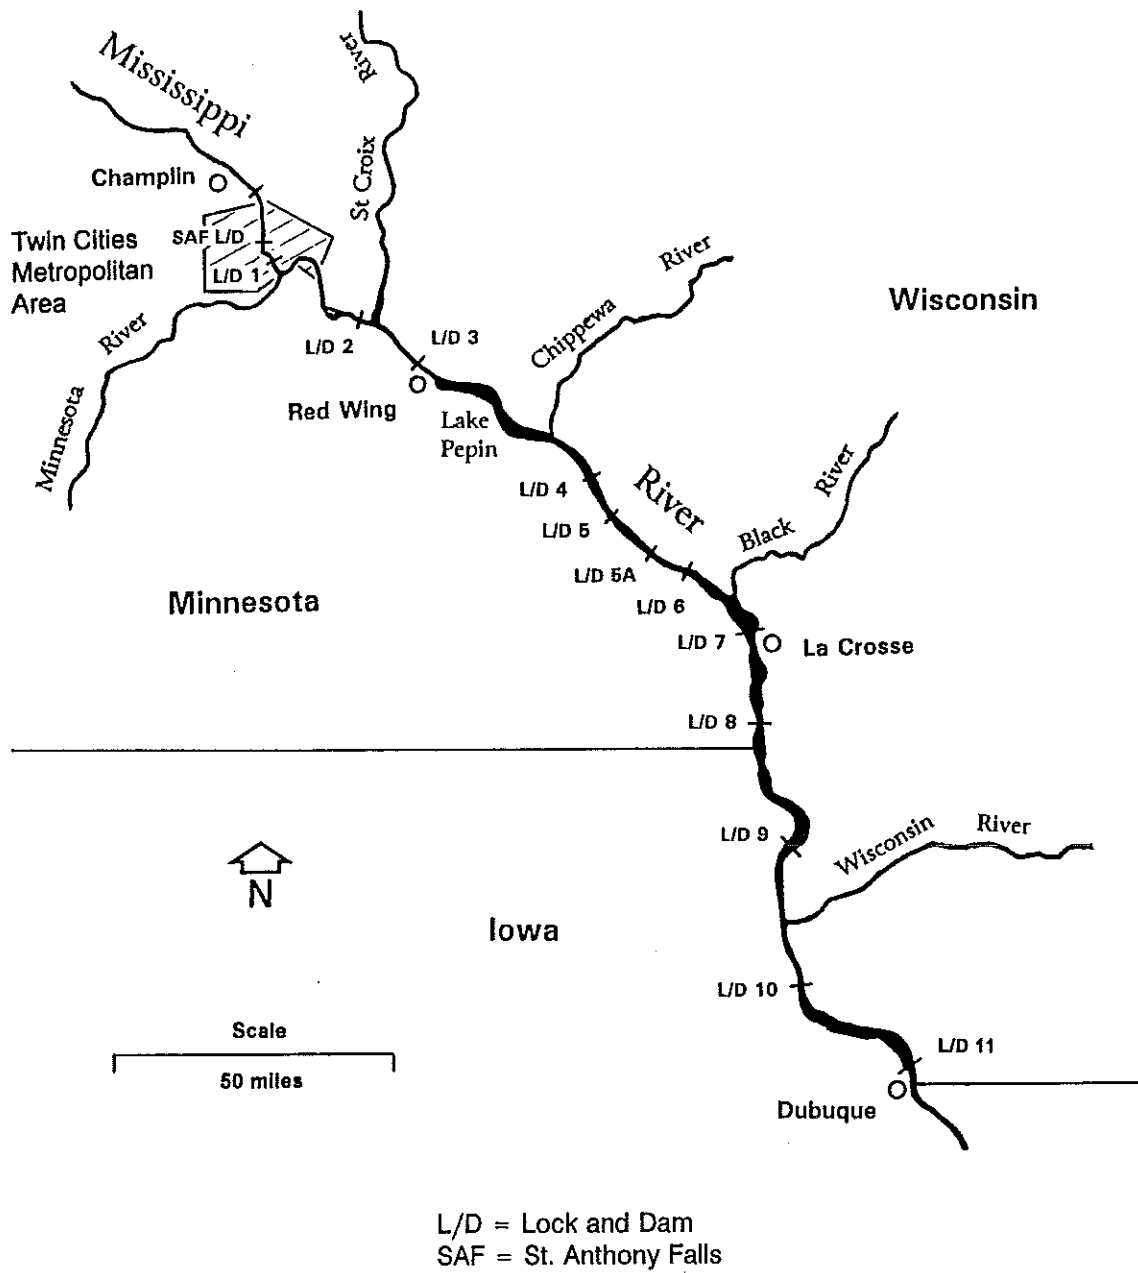 Mississippi
River
St Croix
Champlin
Twin Cities
Metropolitan
Area
SAF L/D
L/D 1
River
Minnesota
L/D 2
L/D 3
Red Wing
Lake
Pepin
Chippewa
River
Wisconsin
L/D 4
River
L/D 5
L/D 5A
L/D 6
Black
River
Minnesota
L/D 7
La Crosse
L/D 8
L/D 9
Wisconsin
River
N
Iowa
L/D 10
Scale
50 miles
L/D 11
Dubuque
L/D = Lock and Dam
SAF = St. Anthony Falls